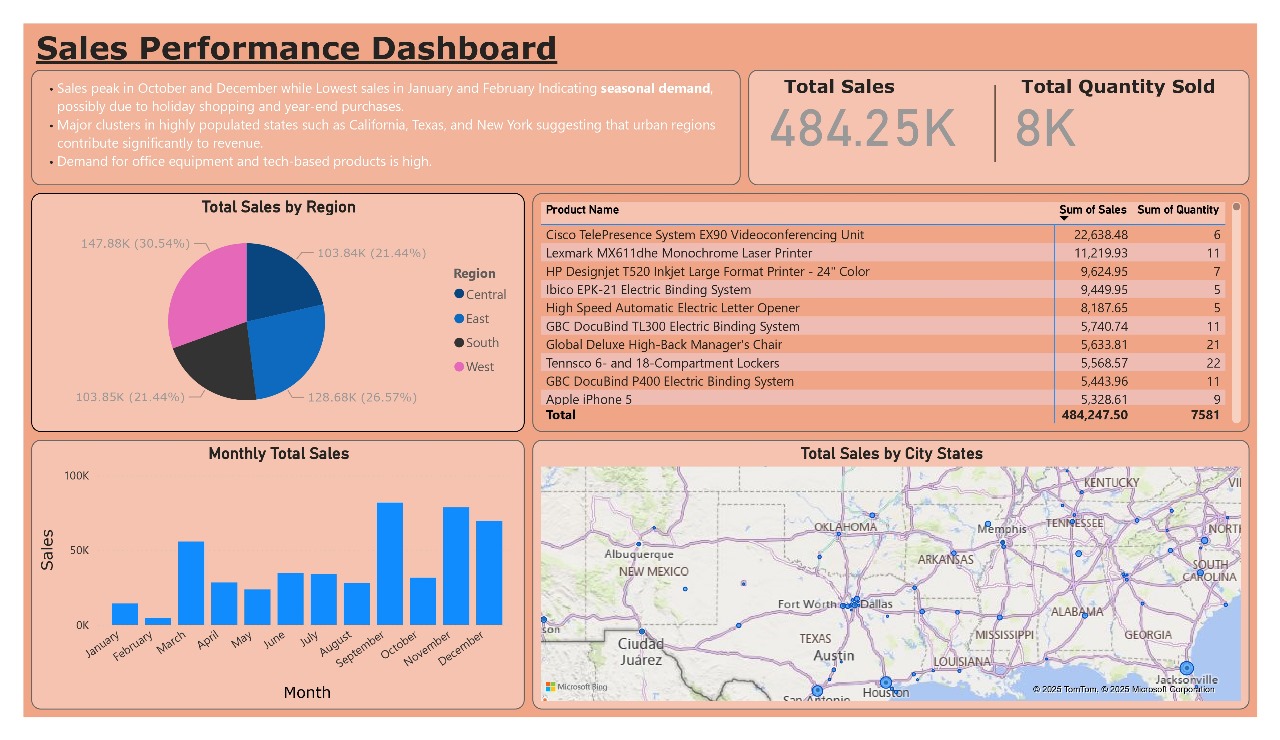 Sales Performance Dashboard
• Sales peak in October and December while Lowest sales in January and February Indicating seasonal demand,
possibly due to holiday shopping and year-end purchases.
• Major clusters in highly populated states such as California, Texas, and New York suggesting that urban regions
contribute significantly to revenue.
• Demand for office equipment and tech-based products is high.
Total Sales
484.25K
Total Quantity Sold
8K
Total Sales by Region
147.88K (30.54%)
103.84K (21.44%)
103.85K (21.44%)
128.68K (26.57%)
Region
Central
East
South
West
Product Name Sum of Sales Sum of Quantity
Cisco TelePresence System EX90 Videoconferencing Unit 22,638.48 6
Lexmark MX611dhe Monochrome Laser Printer 11,219.93 11
HP Designjet T520 Inkjet Large Format Printer - 24" Color 9,624.95 7
Ibico EPK-21 Electric Binding System 9,449.95 5
High Speed Automatic Electric Letter Opener 8,187.65 5
GBC DocuBind TL300 Electric Binding System 5,740.74 11
Global Deluxe High-Back Manager's Chair 5,633.81 21
Tennsco 6- and 18-Compartment Lockers 5,568.57 22
GBC DocuBind P400 Electric Binding System 5,443.96 11
Apple iPhone 5 5,328.61 9
Total 484,247.50 7581
Monthly Total Sales
100K
50K
0K
Sales
January
February
March
April
May
June
July
August
September
October
November
December
Month
Total Sales by City States
KENTUCKY
VI
OKLAHOMA
Memphis
TENNESSEE
NORT
Albuquerque
ARKANSAS
NEW MEXICO
SOUTH
CAROLINA
Fort Worth
Dallas
ALABAMA
son
Ciudad
Juárez
TEXAS
MISSISSIPPI
GEORGIA
Austin
LOUISIANA
Jacksonville
Microsoft Bing
San Antonio
Houston
© 2025 TomTom, © 2025 Microsoft Corporation